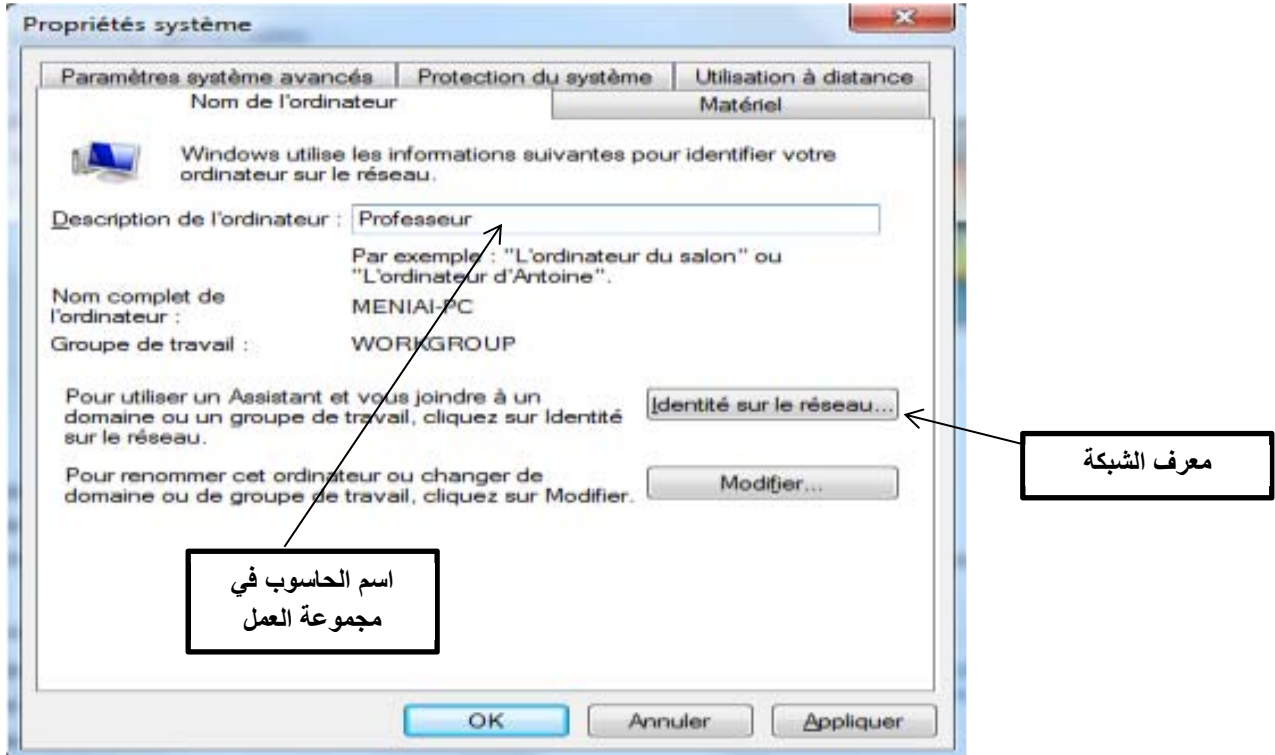 Propriétés système
Paramètres système avancés
Protection du système
Utilisation à distance
Nom de l'ordinateur
Matériel
Windows utilise les informations suivantes pour identifier votre
ordinateur sur le réseau.
Description de l'ordinateur :
Professeur
Par exemple : "L'ordinateur du salon" ou
"L'ordinateur d'Antoine".
Nom complet de
l'ordinateur :
MENIAI-PC
Groupe de travail :
WORKGROUP
Pour utiliser un Assistant et vous joindre à un
domaine ou un groupe de travail, cliquez sur Identité
sur le réseau.
Identité sur le réseau...
معرف الشبكة
Pour renommer cet ordinateur ou changer de
domaine ou de groupe de travail, cliquez sur Modifier.
Modifier...
اسم الحاسوب في
مجموعة العمل
OK
Annuler
Appliquer